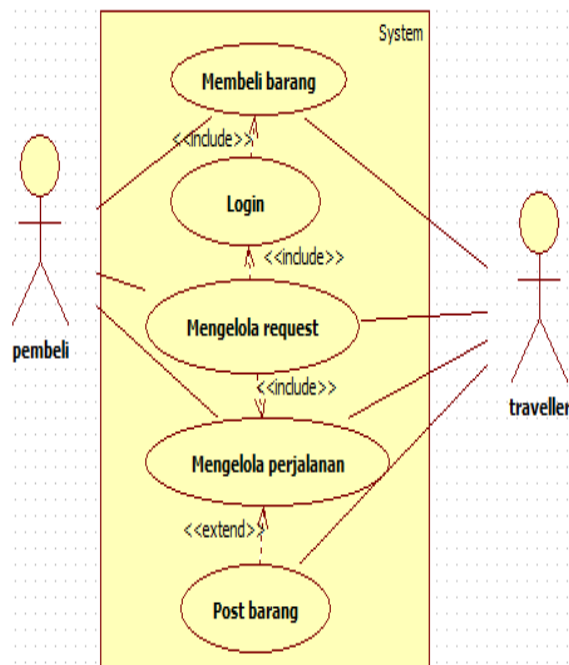 System
Membeli barang
<<include>>
Login
<<include>>
Mengelola request
pembeli
<<include>>
traveller
Mengelola perjalanan
<<extend>>
Post barang